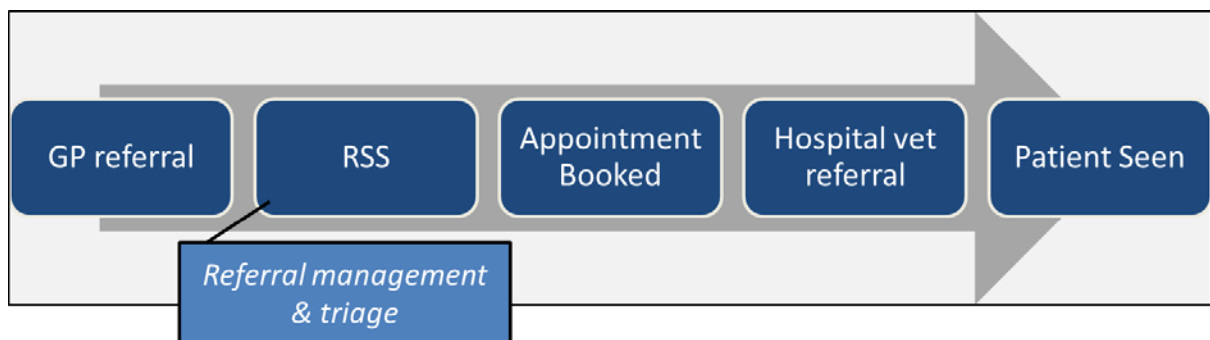 GP referral
RSS
Appointment
Booked
Hospital vet
referral
Patient Seen
Referral management
& triage